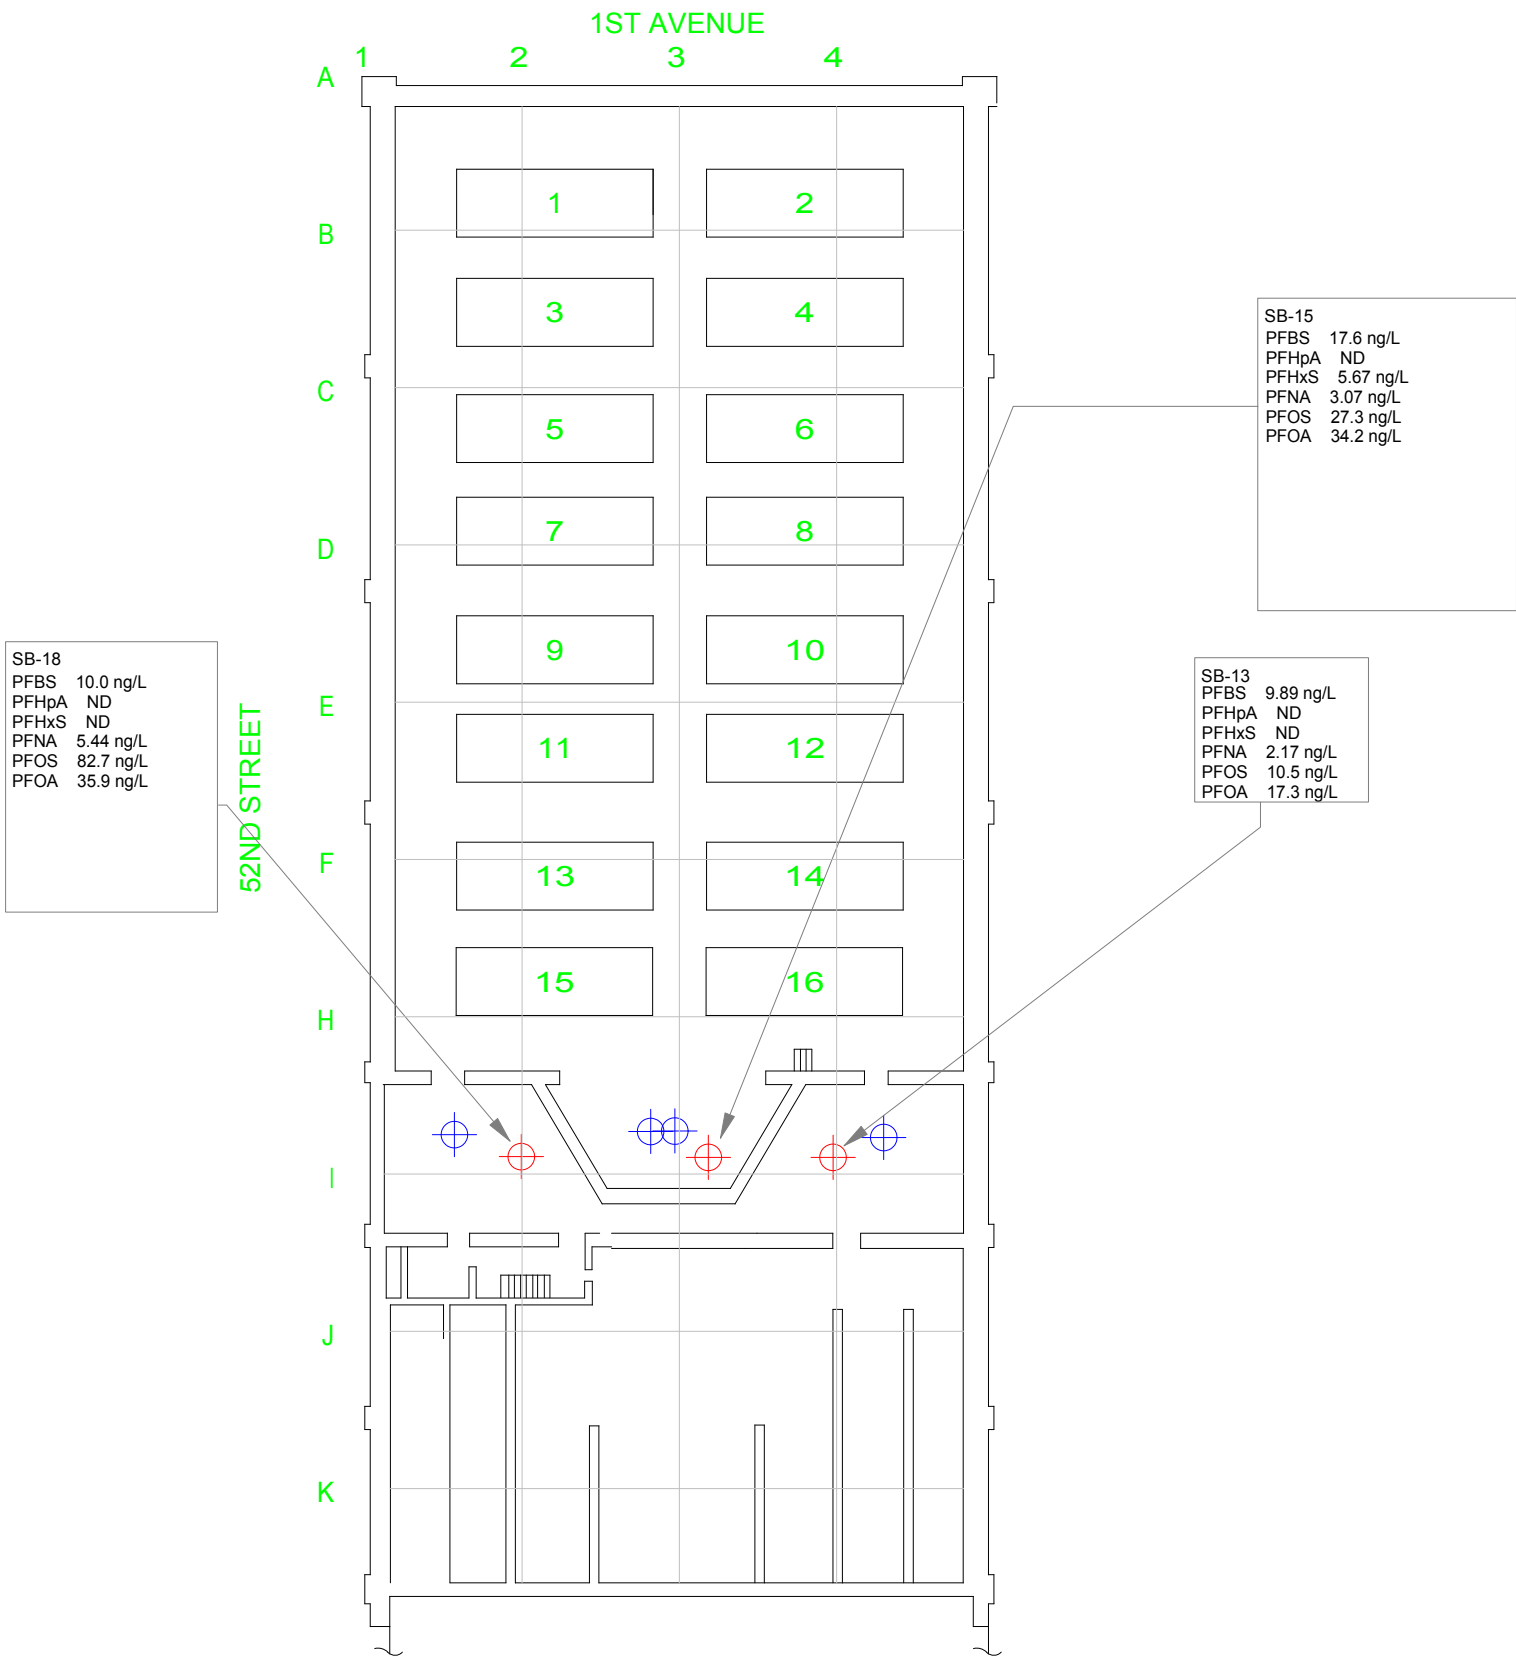 1ST AVENUE
1
2
3
4
A
1
2
B
3
4
SB-15
PFBS 17.6 ng/L
PFHpA ND
PFHxS 5.67 ng/L
PFNA 3.07 ng/L
PFOS 27.3 ng/L
PFOA 34.2 ng/L
C
5
6
7
8
D
9
10
SB-18
PFBS 10.0 ng/L
PFHpA ND
PFHxS ND
PFNA 5.44 ng/L
PFOS 82.7 ng/L
PFOA 35.9 ng/L
52ND STREET
SB-13
PFBS 9.89 ng/L
PFHpA ND
PFHxS ND
PFNA 2.17 ng/L
PFOS 10.5 ng/L
PFOA 17.3 ng/L
E
11
12
F
13
14
15
16
H
I
J
K